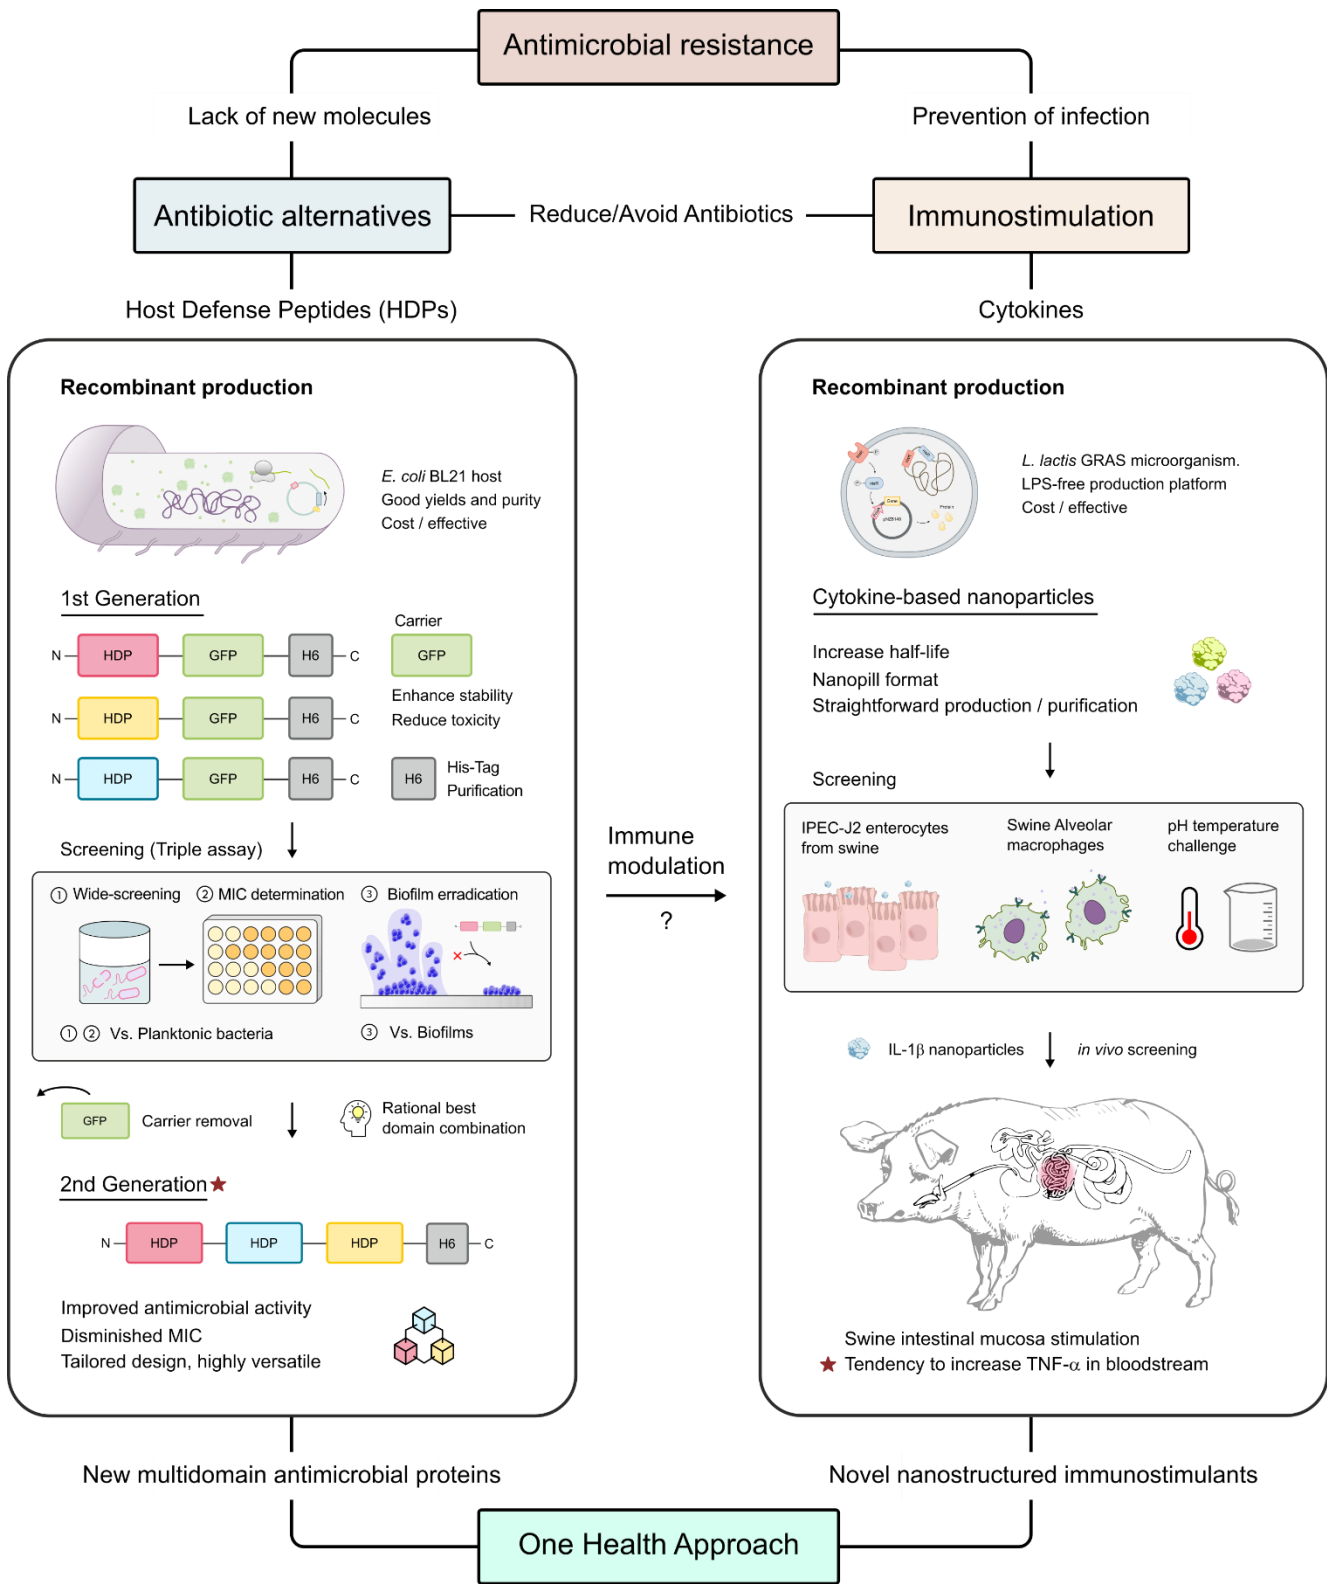 Antimicrobial resistance
Lack of new molecules
Prevention of infection
Antibiotic alternatives
Reduce/Avoid Antibiotics
Immunostimulation
Host Defense Peptides (HDPs)
Cytokines
Recombinant production
E. coli BL21 host
Good yields and purity
Cost / effective
1st Generation
Carrier
N HDP GFP H6 C
GFP
Enhance stability
Reduce toxicity
N HDP GFP H6 C
N HDP GFP H6 C
H6
His-Tag
Purification
Screening (Triple assay)
1 Wide-screening
2 MIC determination
3 Biofilm erradication
1 2 Vs. Planktonic bacteria
3 Vs. Biofilms
GFP
Carrier removal
Rational best
domain combination
2nd Generation
N HDP HDP HDP H6 C
Improved antimicrobial activity
Disminished MIC
Tailored design, highly versatile
Immune
modulation
?
Recombinant production
L. lactis GRAS microorganism.
LPS-free production platform
Cost / effective
Gene
Protein
Cytokine-based nanoparticles
Increase half-life
Nanopill format
Straightforward production / purification
Screening
IPEC-J2 enterocytes
from swine
Swine Alveolar
macrophages
pH temperature
challenge
IL-1β nanoparticles
in vivo screening
Swine intestinal mucosa stimulation
Tendency to increase TNF-α in bloodstream
New multidomain antimicrobial proteins
Novel nanostructured immunostimulants
One Health Approach